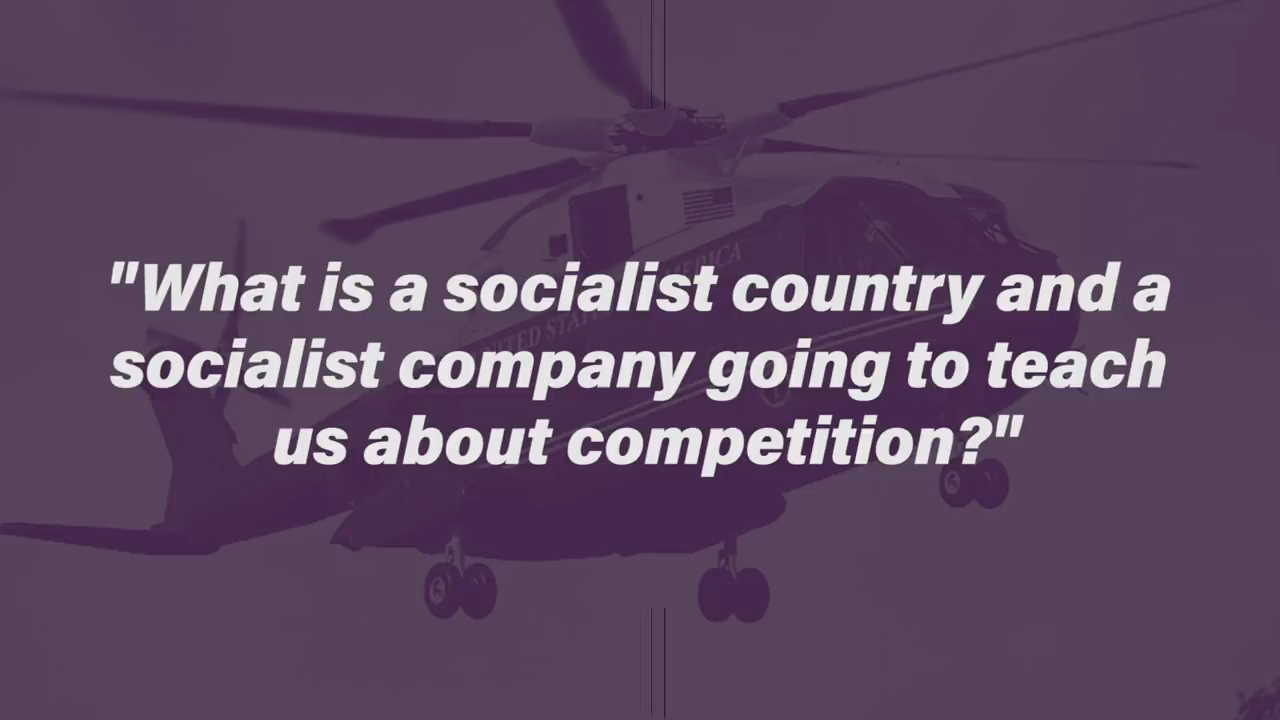 "What is a socialist country and a
socialist company going to teach
us about competition?"